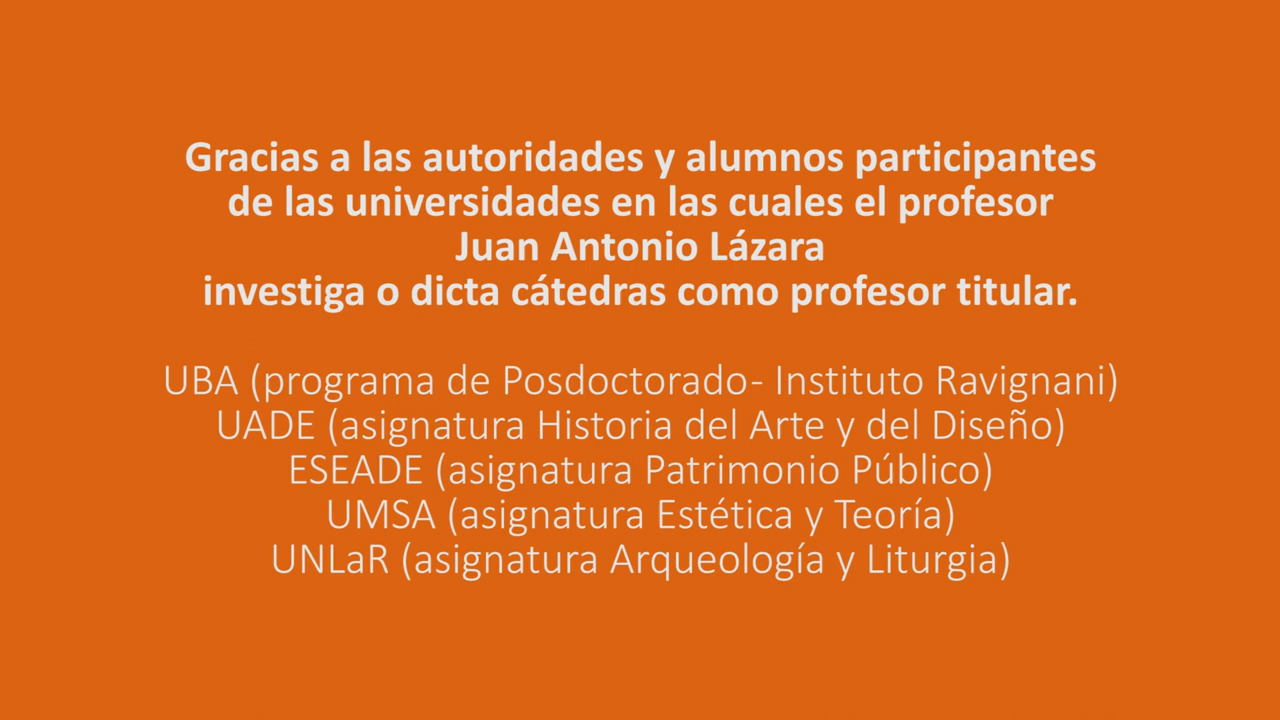 Gracias a las autoridades y alumnos participantes
de las universidades en las cuales el profesor
Juan Antonio Lázara
investiga o dicta cátedras como profesor titular.
UBA (programa de Posdoctorado- Instituto Ravignani)
UADE (asignatura Historia del Arte y del Diseño)
ESEADE (asignatura Patrimonio Público)
UMSA (asignatura Estética y Teoría)
UNLaR (asignatura Arqueología y Liturgia)